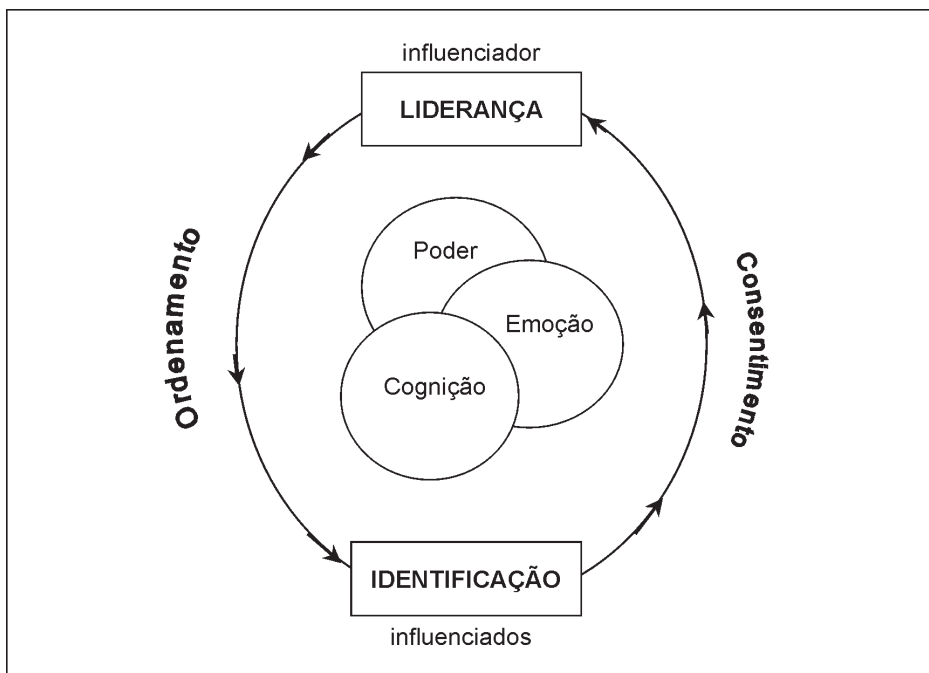 influenciador
LIDERANÇA
Ordenamento
Poder
Emoção
Cognição
Consentimento
IDENTIFICAÇÃO
influenciados